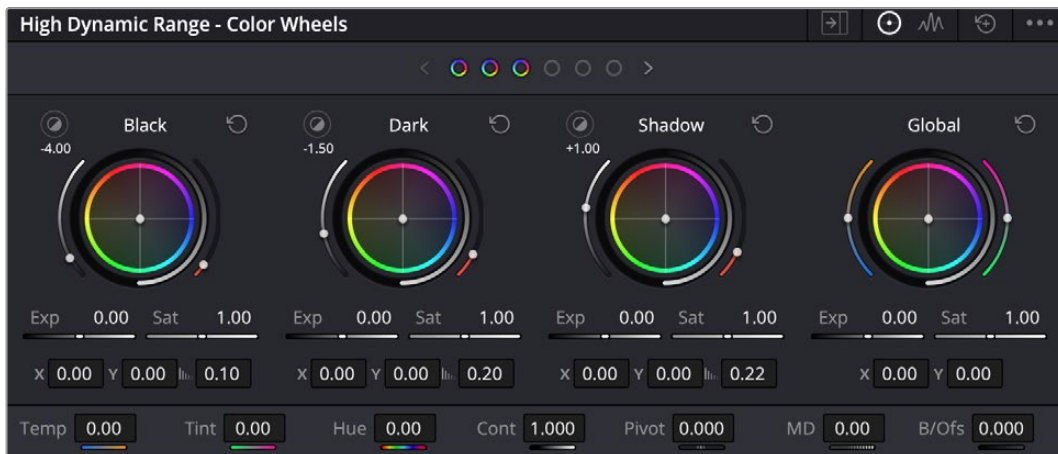 High Dynamic Range - Color Wheels
Black Dark Shadow Global
-4.00 -1.50 +1.00
Exp 0.00 Sat 1.00 Exp 0.00 Sat 1.00 Exp 0.00 Sat 1.00 Exp 0.00 Sat 1.00
X 0.00 Y 0.00 0.10 X 0.00 Y 0.00 0.20 X 0.00 Y 0.00 0.22 X 0.00 Y 0.00
Temp 0.00 Tint 0.00 Hue 0.00 Cont 1.000 Pivot 0.000 MD 0.00 B/Ofs 0.000